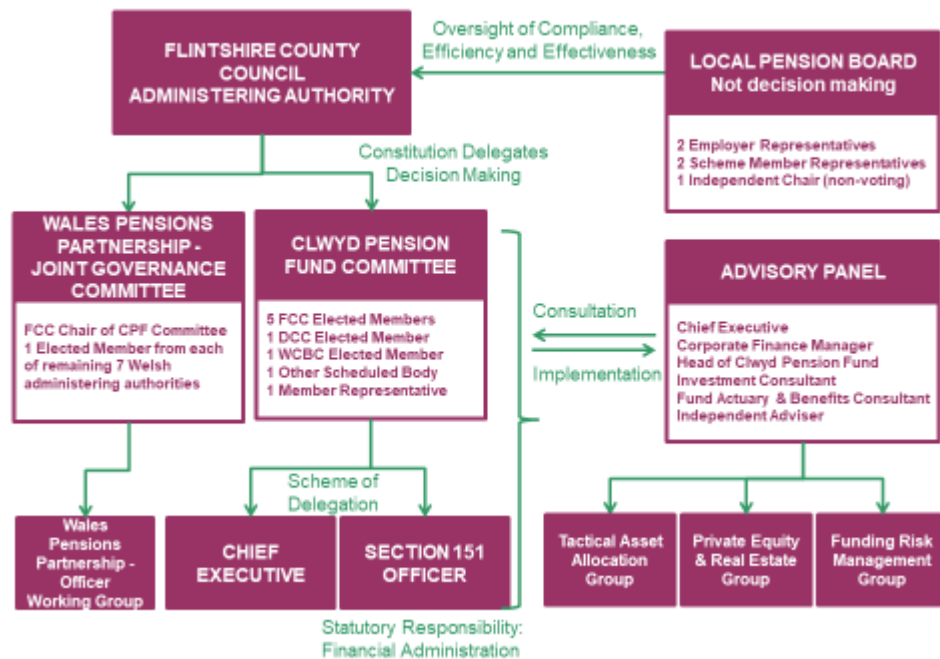 FLINTSHIRE COUNTY
COUNCIL
ADMINISTERING AUTHORITY
Oversight of Compliance,
Efficiency and Effectiveness
LOCAL PENSION BOARD
Not decision making
2 Employer Representatives
2 Scheme Member Representatives
1 Independent Chair (non-voting)
Constitution Delegates
Decision Making
WALES PENSIONS
PARTNERSHIP -
JOINT GOVERNANCE
COMMITTEE
FCC Chair of CPF Committee
1 Elected Member from each
of remaining 7 Welsh
administering authorities
CLWYD PENSION
FUND COMMITTEE
5 FCC Elected Members
1 DCC Elected Member
1 WCBC Elected Member
1 Other Scheduled Body
1 Member Representative
Consultation
Implementation
ADVISORY PANEL
Chief Executive
Corporate Finance Manager
Head of Clwyd Pension Fund
Investment Consultant
Fund Actuary & Benefits Consultant
Independent Adviser
Scheme of
Delegation
Wales
Pensions
Partnership -
Officer
Working Group
CHIEF
EXECUTIVE
SECTION 151
OFFICER
Tactical Asset
Allocation
Group
Private Equity
& Real Estate
Group
Funding Risk
Management
Group
Statutory Responsibility:
Financial Administration